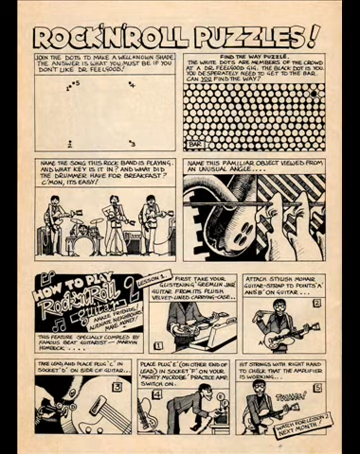 ROCK'N'ROLL PUZZLES!
JOIN THE DOTS TO MAKE A WELL KNOWN SHAPE.
THE ANSWER IS WHAT YOU MUST BE IF YOU
DON'T LIKE DR. FEELGOOD!
FIND THE WAY PUZZLE.
THE WHITE DOTS ARE MEMBERS OF THE CROWD
AT A DR. FEELGOOD GIG. THE BLACK DOT IS YOU
YOU DESPERATELY NEED TO GET TO THE BAR.
CAN YOU FIND THE WAY?
BAR
NAME THE SONG THIS ROCK BAND IS PLAYING.
AND WHAT KEY IS IT IN? AND WHAT DID
THE DRUMMER HAVE FOR BREAKFAST?
C'MON, ITS EASY!
NAME THIS FAMILIAR OBJECT VIEWED FROM
AN UNUSUAL ANGLE....
HOW TO PLAY
Rock'n'Roll
guitar
LESSON 1.
AMAZE FRIENDS!
ALIENATE NEIGHBOURS!
MAKE MONEY!
THIS FEATURE SPECIALLY COMPILED BY
FAMOUS BEAT GUITARIST —— MARVIN
....
FIRST TAKE YOUR
GLISTENING GREMLIN
GUITAR FROM ITS PLUSH
VELVET-LINED CARRYING-CASE...
1
ATTACH STYLISH MOHAIR
GUITAR-STRAP TO POINTS 'A'
AND 'B' ON GUITAR...
2
TAKE LEAD, AND PLACE PLUG 'C' IN
SOCKET 'D' ON SIDE OF GUITAR...
3
PLACE PLUG 'E' (ON OTHER END OF
LEAD) IN SOCKET 'F' ON YOUR
'MIGHTY MICROBE' PRACTICE AMP.
SWITCH ON..
4
HIT STRINGS WITH RIGHT HAND
TO CHECK THAT THE AMPLIFIER
IS WORKING...
5
WATCH FOR LESSON 2
NEXT MONTH!